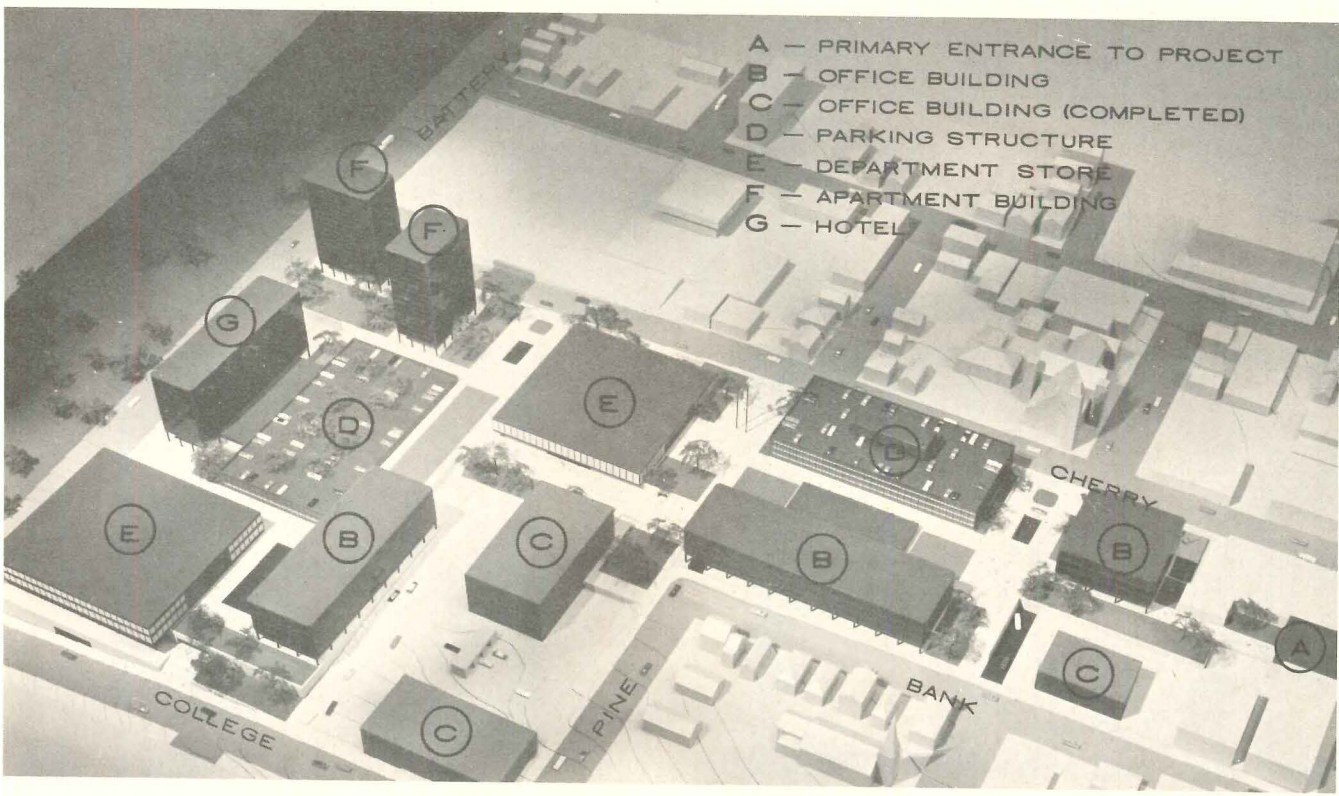 A — PRIMARY ENTRANCE TO PROJECT
B — OFFICE BUILDING
C — OFFICE BUILDING (COMPLETED)
D — PARKING STRUCTURE
E — DEPARTMENT STORE
F — APARTMENT BUILDING
G — HOTEL
BATTERY
F
F
G
E
D
D
CHERRY
E
B
C
B
B
A
C
BANK
PINE
COLLEGE
C